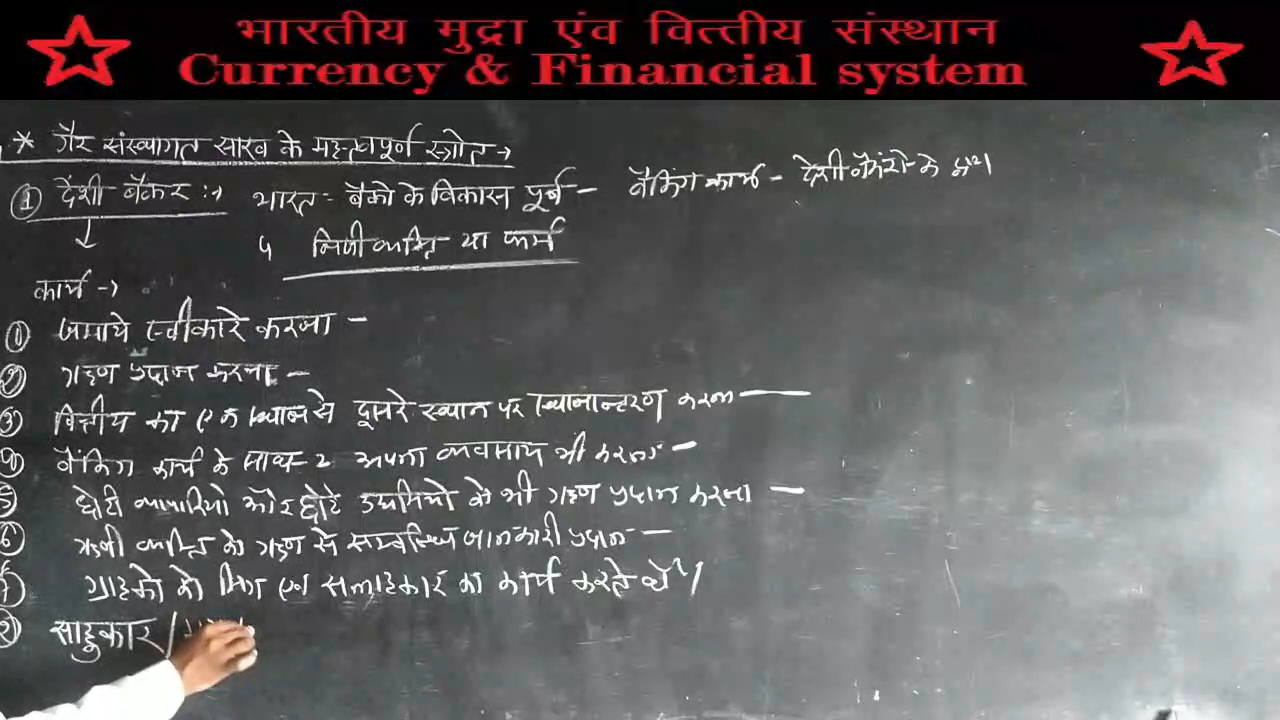 भारतीय मुद्रा एंव वित्तीय संस्थान
Currency & Financial system
* गैर संस्थागत साख के महत्वपूर्ण स्त्रोत →
① देशी बैंकर :→ भारत - बैंको के विकास पूर्व - बैंकिंग कार्य - देशी बैंकरो के
निजी व्यक्ति या फर्म
कार्य →
① जमाये स्वीकारे करना -
② ऋण प्रदान करना -
③ वित्तीय का एक स्थान से दूसरे स्थान पर स्थानान्तरण करना —
④ बैंकिंग कार्य के साथ-2 अपना व्यवसाय भी करना -
⑤ छोटी व्यापारियो और छोटे उद्यमियो को भी ऋण प्रदान करना —
⑥ ऋणी व्यक्ति को ऋण से सम्बन्धित जानकारी प्रदान —
⑦ ग्राहको को मित्र एवं सलाहकार का कार्य करते थे।
② साहुकार /